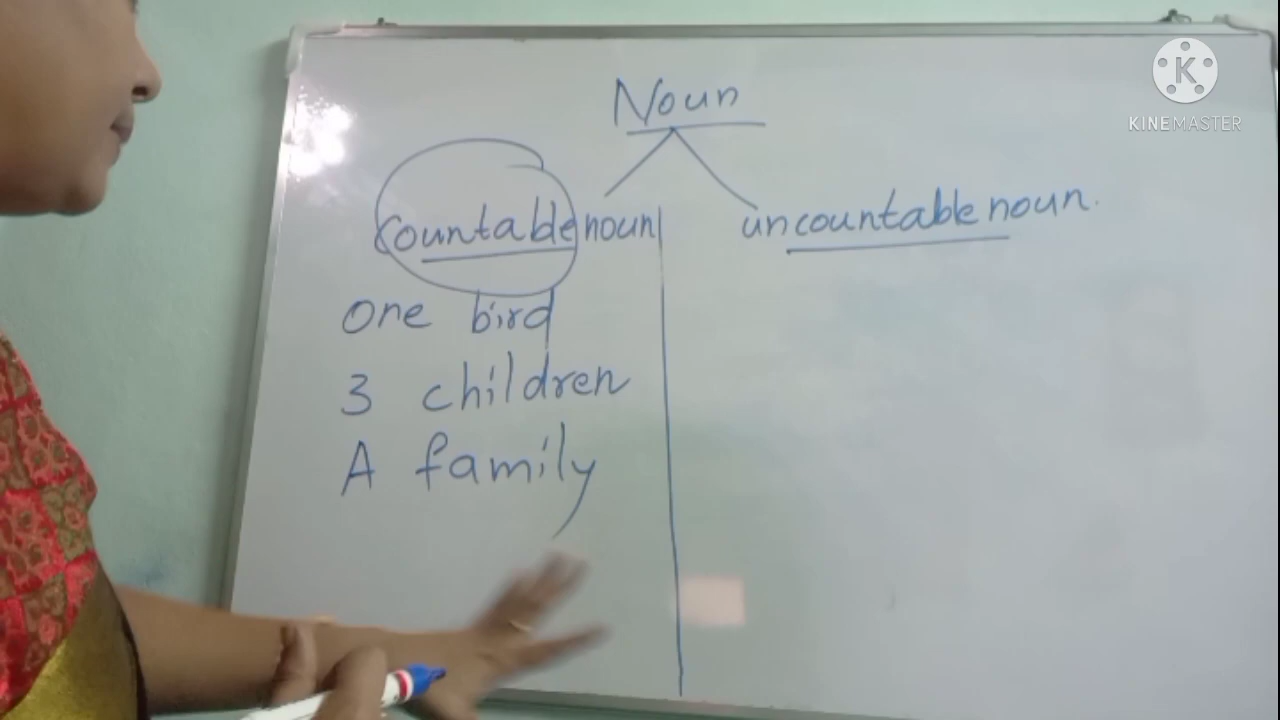 Noun
countable noun
uncountable noun.
One bird
3 children
A family
KINEMASTER